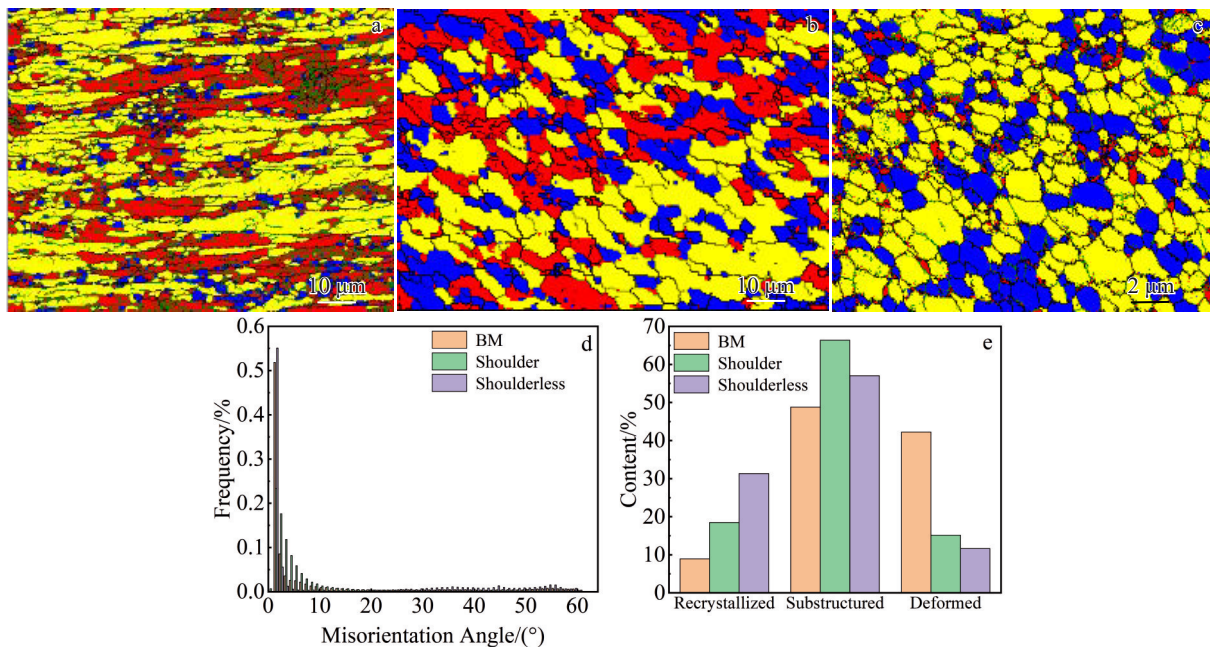 a
b
c
10 μm
10 μm
2 μm
d
BM
Shoulder
Shoulderless
0.6
0.5
0.4
0.3
0.2
0.1
0.0
Frequency/%
0 10 20 30 40 50 60
Misorientation Angle/(°)
e
BM
Shoulder
Shoulderless
70
60
50
40
30
20
10
0
Content/%
Recrystallized Substructured Deformed